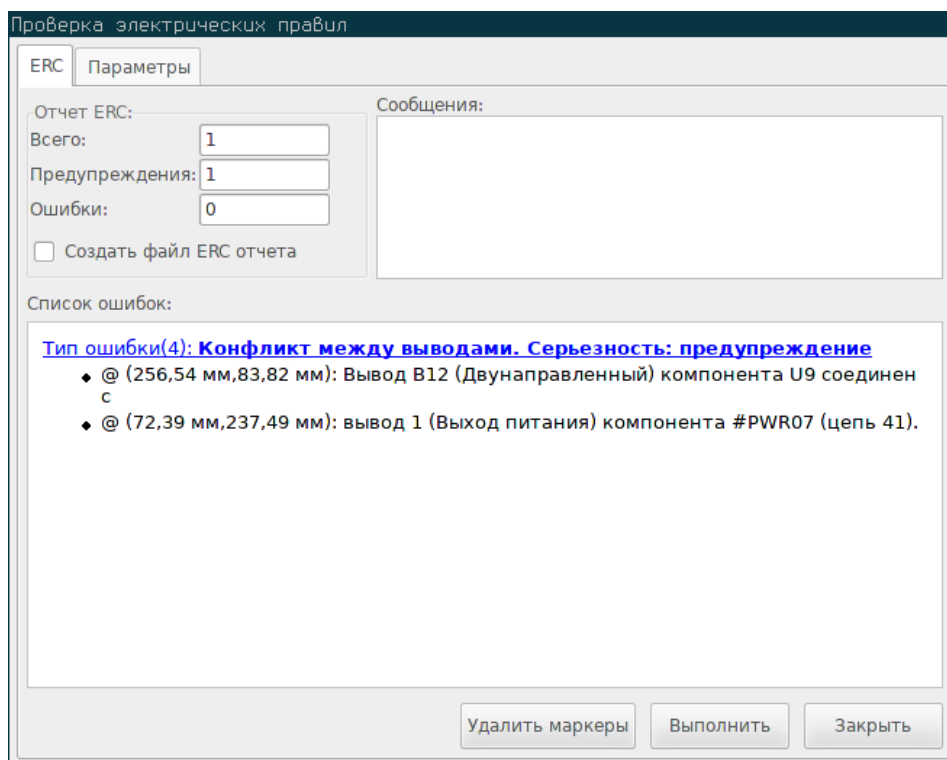 Проверка электрических правил
ERC Параметры
Отчет ERC:
Сообщения:
Всего: 1
Предупреждения: 1
Ошибки: 0
Создать файл ERC отчета
Список ошибок:
Тип ошибки(4): Конфликт между выводами. Серьезность: предупреждение
@ (256,54 мм,83,82 мм): Вывод B12 (Двунаправленный) компонента U9 соединен
с
@ (72,39 мм,237,49 мм): вывод 1 (Выход питания) компонента #PWR07 (цепь 41).
Удалить маркеры Выполнить Закрыть